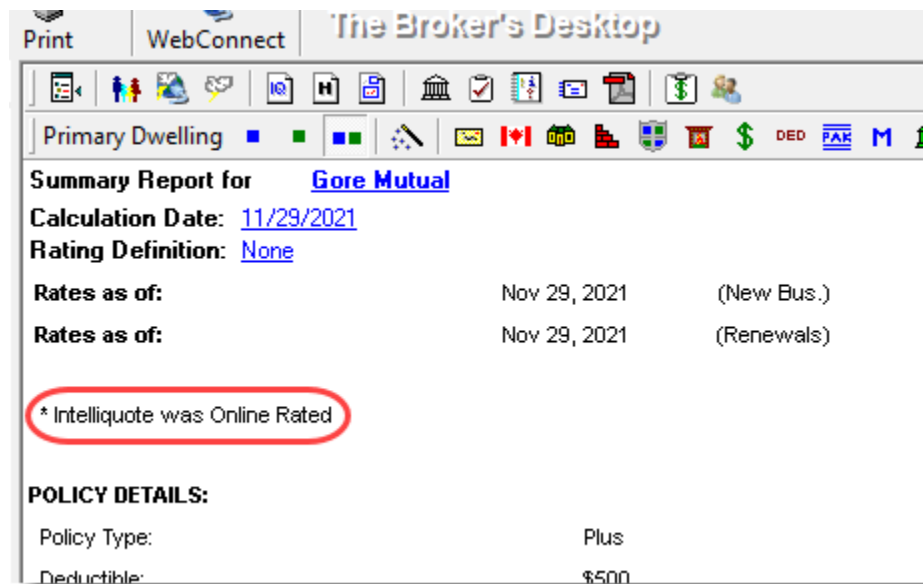 The Broker's Desktop
Print WebConnect
IQ H
Primary Dwelling DED PAK M
Summary Report for Gore Mutual
Calculation Date: 11/29/2021
Rating Definition: None
Rates as of: Nov 29, 2021 (New Bus.)
Rates as of: Nov 29, 2021 (Renewals)
* Intelliquote was Online Rated
POLICY DETAILS:
Policy Type: Plus
Deductible: $500